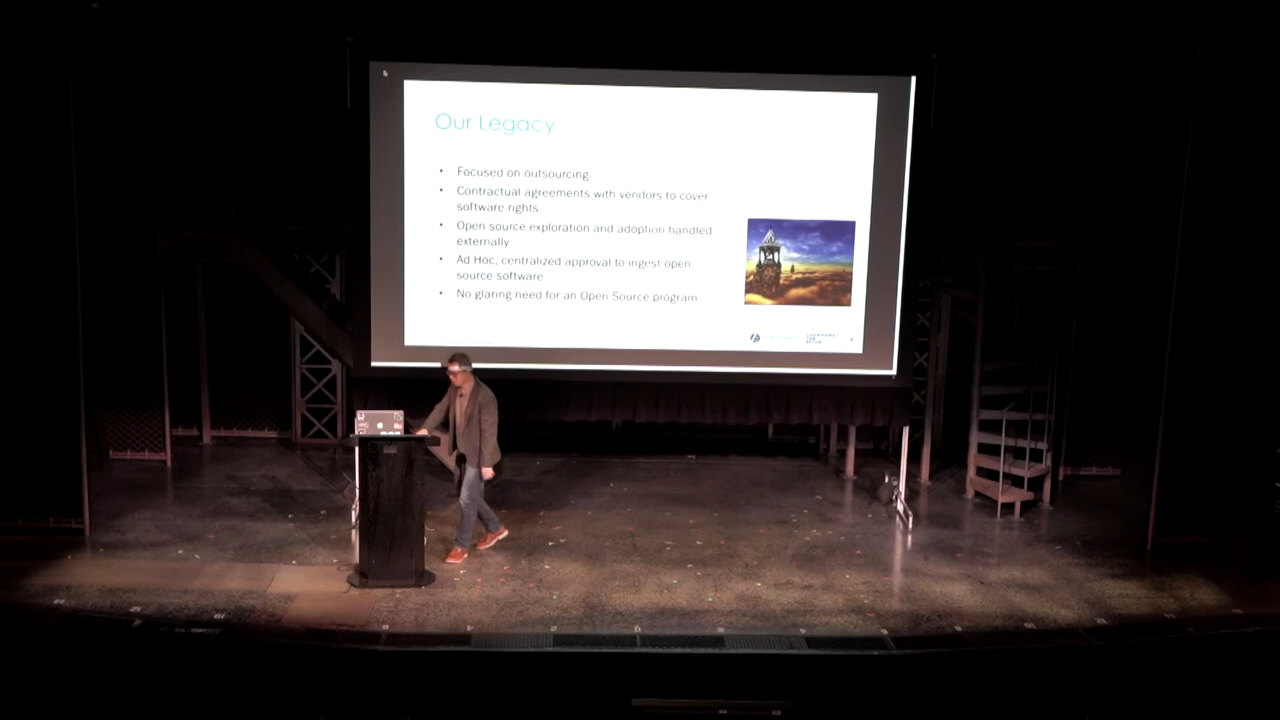 Our Legacy
• Focused on outsourcing.
• Contractual agreements with vendors to cover
software rights.
• Open source exploration and adoption handled
externally
• Ad Hoc, centralized approval to ingest open
source software
• No glaring need for an Open Source program